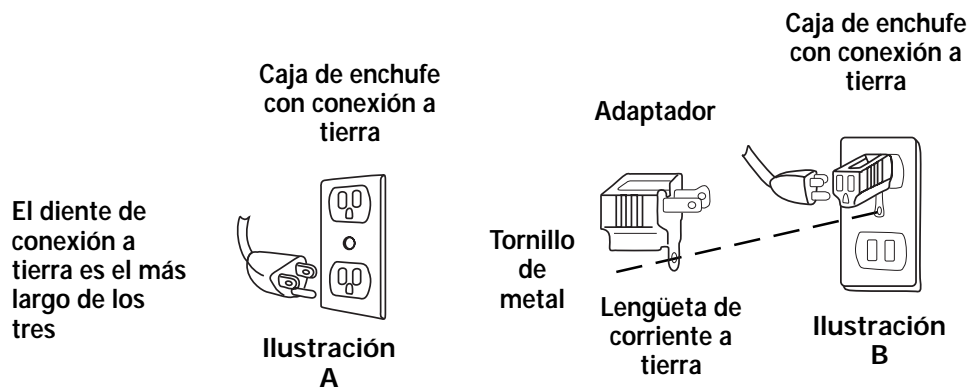 Caja de enchufe
con conexión a
tierra
El diente de
conexión a
tierra es el más
largo de los
tres
Ilustración
A
Adaptador
Tornillo
de
metal
Lengüeta de
corriente a
tierra
Caja de enchufe
con conexión a
tierra
Ilustración
B